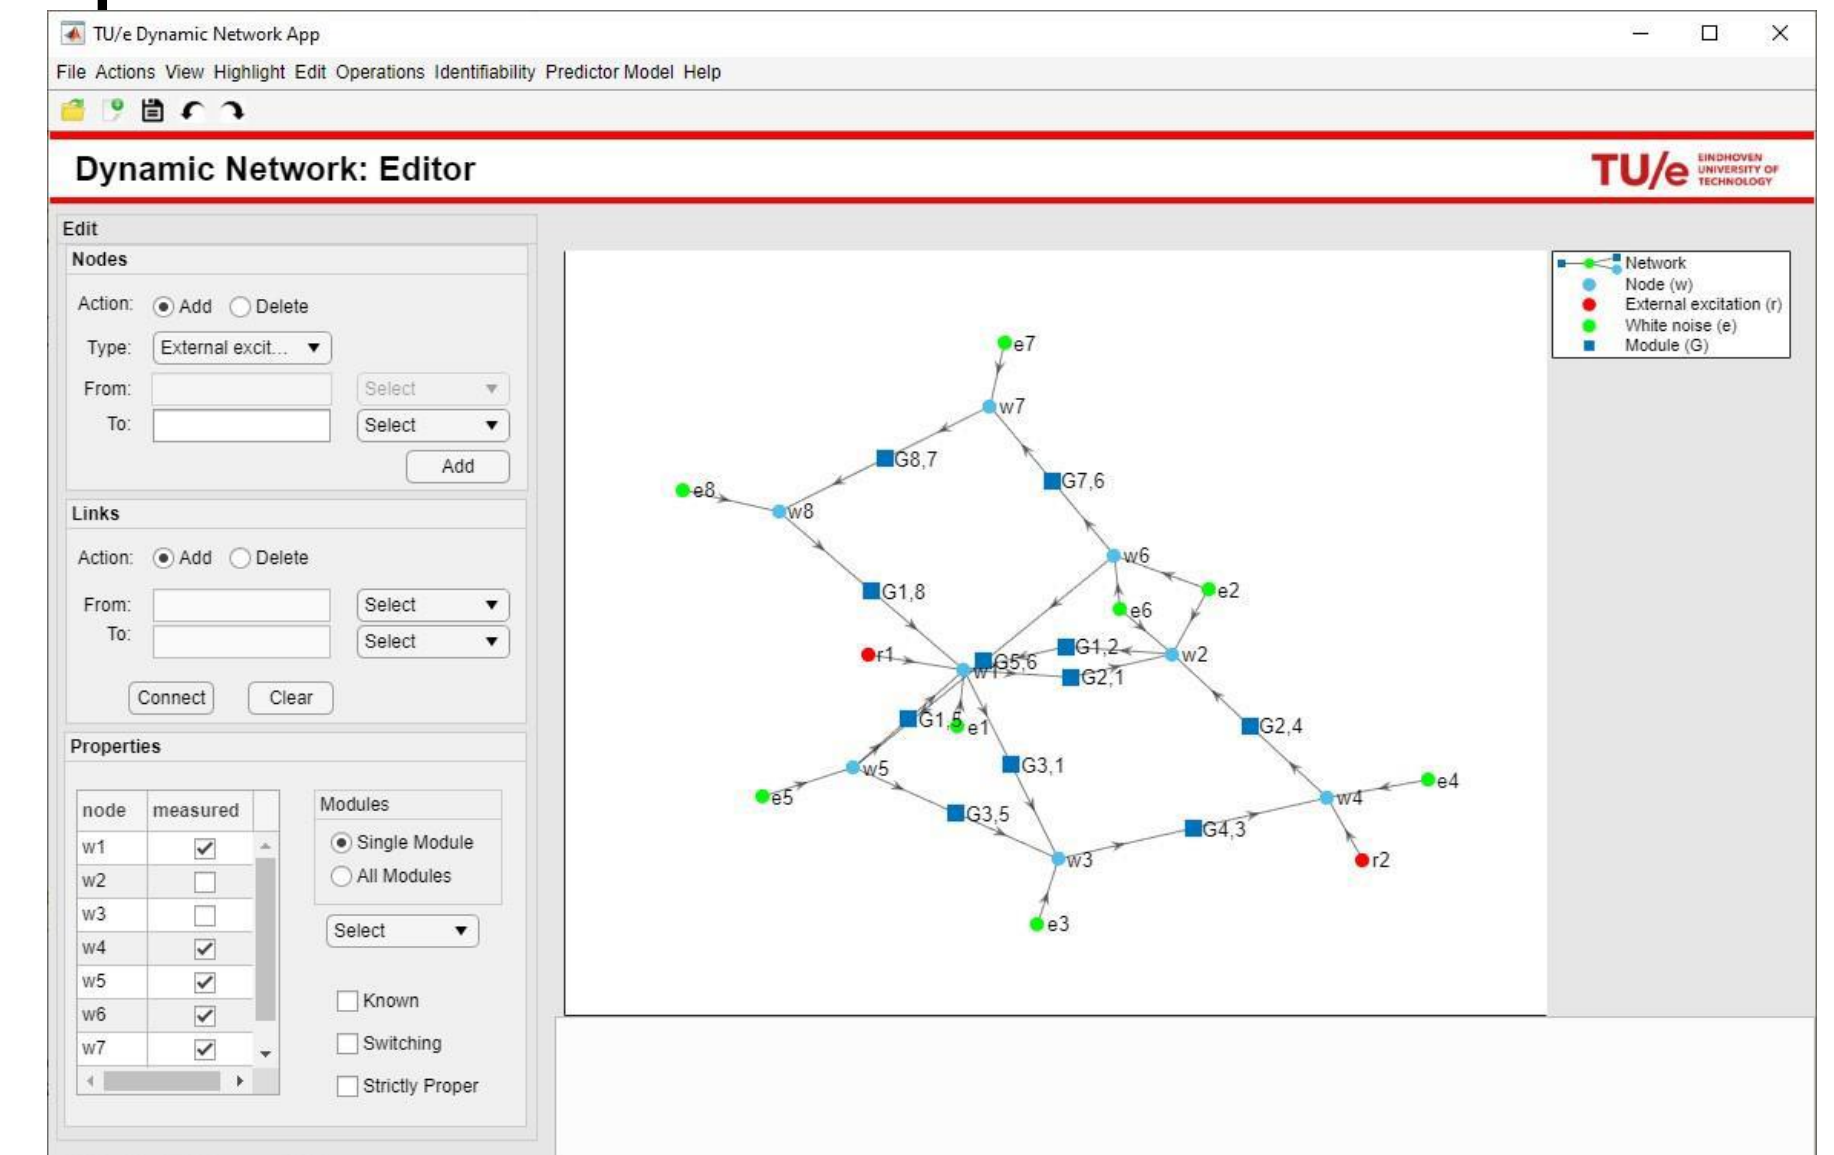 TU/e Dynamic Network App
File Actions View Highlight Edit Operations Identifiability Predictor Model Help
Dynamic Network: Editor
TU/e EINDHOVEN
UNIVERSITY OF
TECHNOLOGY
Edit
Nodes
Action: Add Delete
Type: External excit...
From: Select
To: Select
Add
Links
Action: Add Delete
From: Select
To: Select
Connect Clear
Properties
node measured
w1
w2
w3
w4
w5
w6
w7
Modules
Single Module
All Modules
Select
Known
Switching
Strictly Proper
Network
Node (w)
External excitation (r)
White noise (e)
Module (G)
e7
w7
G8,7
G7,6
e8
w8
w6
G1,8
e2
e6
r1
G1,2
w2
G5,6
w1
G2,1
G1,5
e1
G2,4
G3,1
w5
e4
e5
w4
G3,5
G4,3
w3
r2
e3